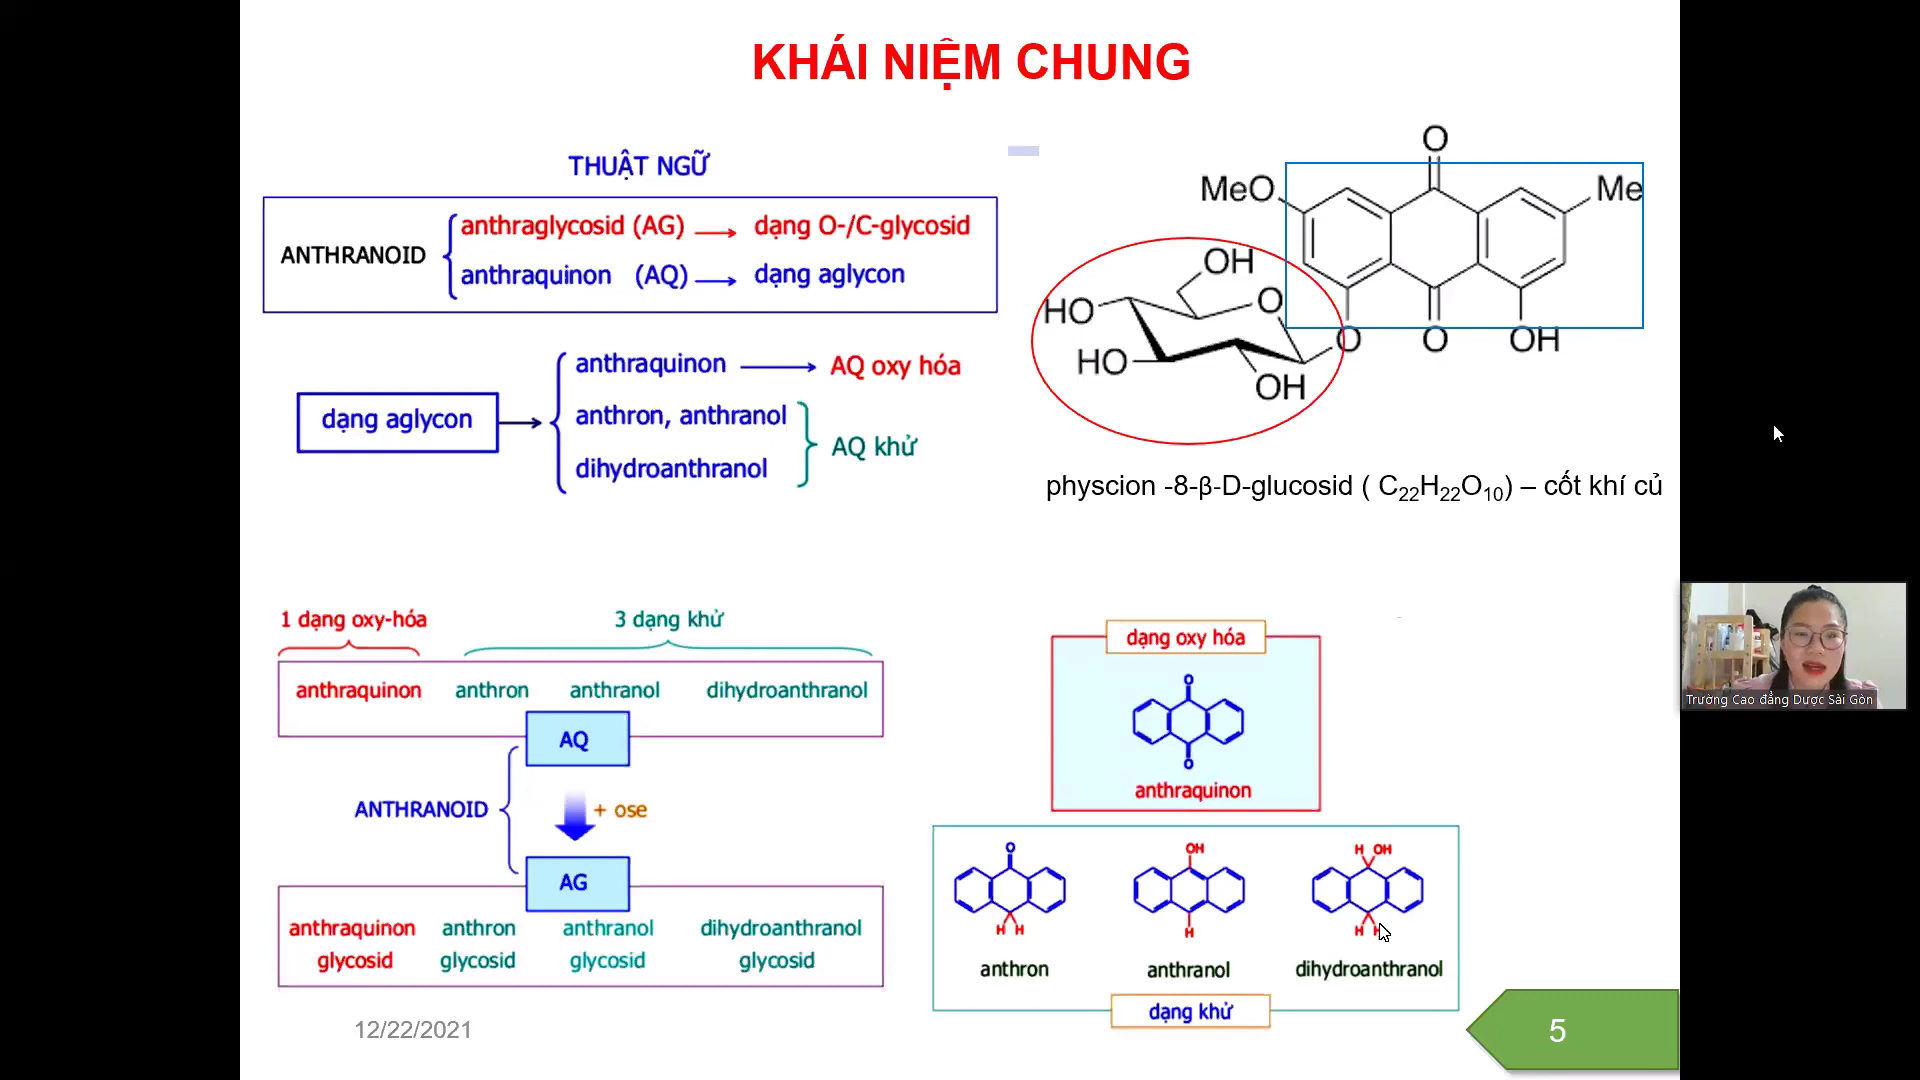 KHÁI NIỆM CHUNG
THUẬT NGỮ
ANTHRANOID
anthraglycosid (AG)
dạng O-/C-glycosid
anthraquinon (AQ)
dạng aglycon
dạng aglycon
anthraquinon
AQ oxy hóa
anthron, anthranol
dihydroanthranol
AQ khử
O
MeO
Me
OH
HO
O
HO
O
O
OH
OH
physcion -8-β-D-glucosid ( C22H22O10) – cốt khí củ
1 dạng oxy-hóa
3 dạng khử
anthraquinon
anthron
anthranol
dihydroanthranol
AQ
ANTHRANOID
+ ose
AG
anthraquinon glycosid
anthron glycosid
anthranol glycosid
dihydroanthranol glycosid
dạng oxy hóa
O
O
anthraquinon
O
H H
anthron
OH
H
anthranol
H OH
H H
dihydroanthranol
dạng khử
12/22/2021
5
Trường Cao đẳng Dược Sài Gòn